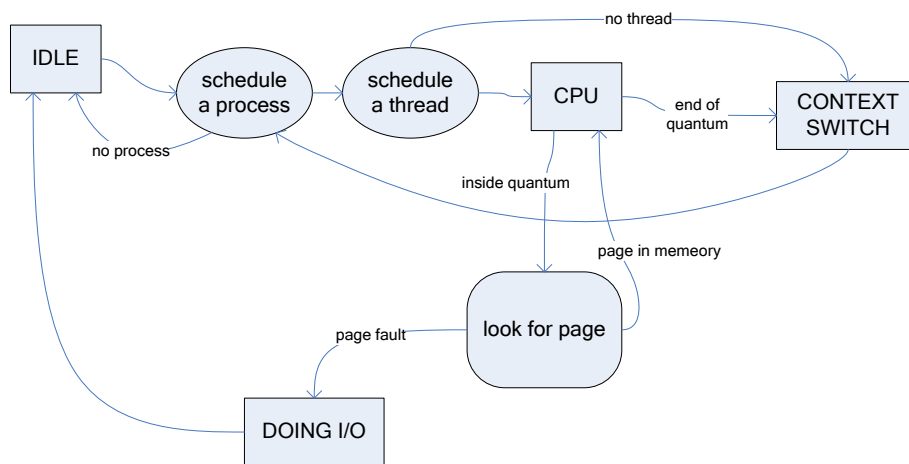 no thread
IDLE
schedule
a process
schedule
a thread
CPU
end of
quantum
CONTEXT
SWITCH
no process
inside quantum
page in memeory
look for page
page fault
DOING I/O